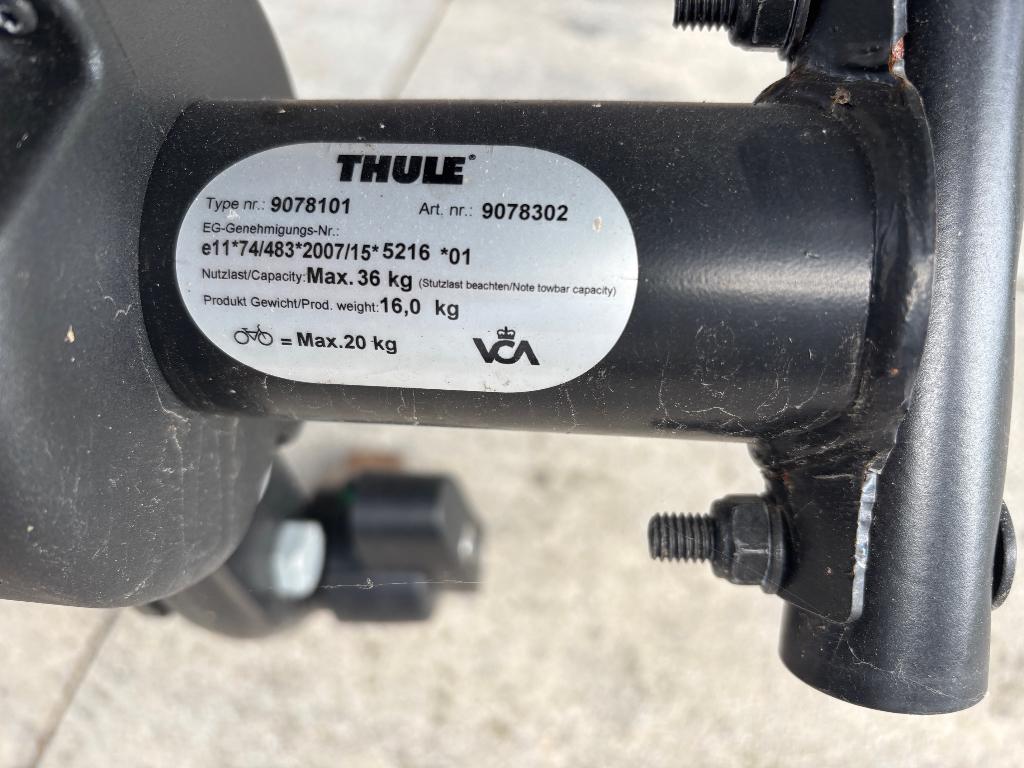 THULE®
Type nr.: 9078101 Art. nr.: 9078302
EG-Genehmigungs-Nr.:
e11*74/483*2007/15* 5216 *01
Nutzlast/Capacity: Max. 36 kg (Stutzlast beachten/Note towbar capacity)
Produkt Gewicht/Prod. weight: 16,0 kg
= Max.20 kg
VCA